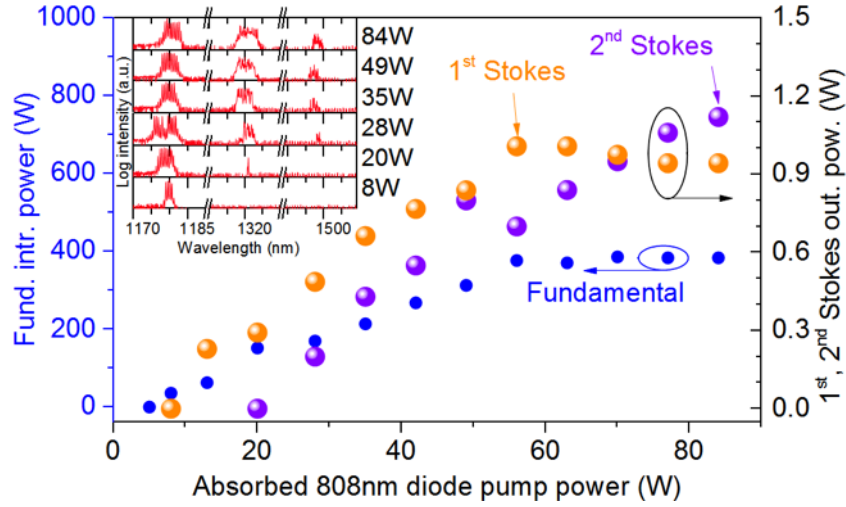 1000
800
600
400
200
0
Fund. intr. power (W)
1.5
1.2
0.9
0.6
0.3
0.0
1st, 2nd Stokes out. pow. (W)
0 20 40 60 80
Absorbed 808nm diode pump power (W)
1st Stokes
2nd Stokes
Fundamental
Log intensity (a.u.)
84W
49W
35W
28W
20W
8W
1170 1185 1320 1500
Wavelength (nm)